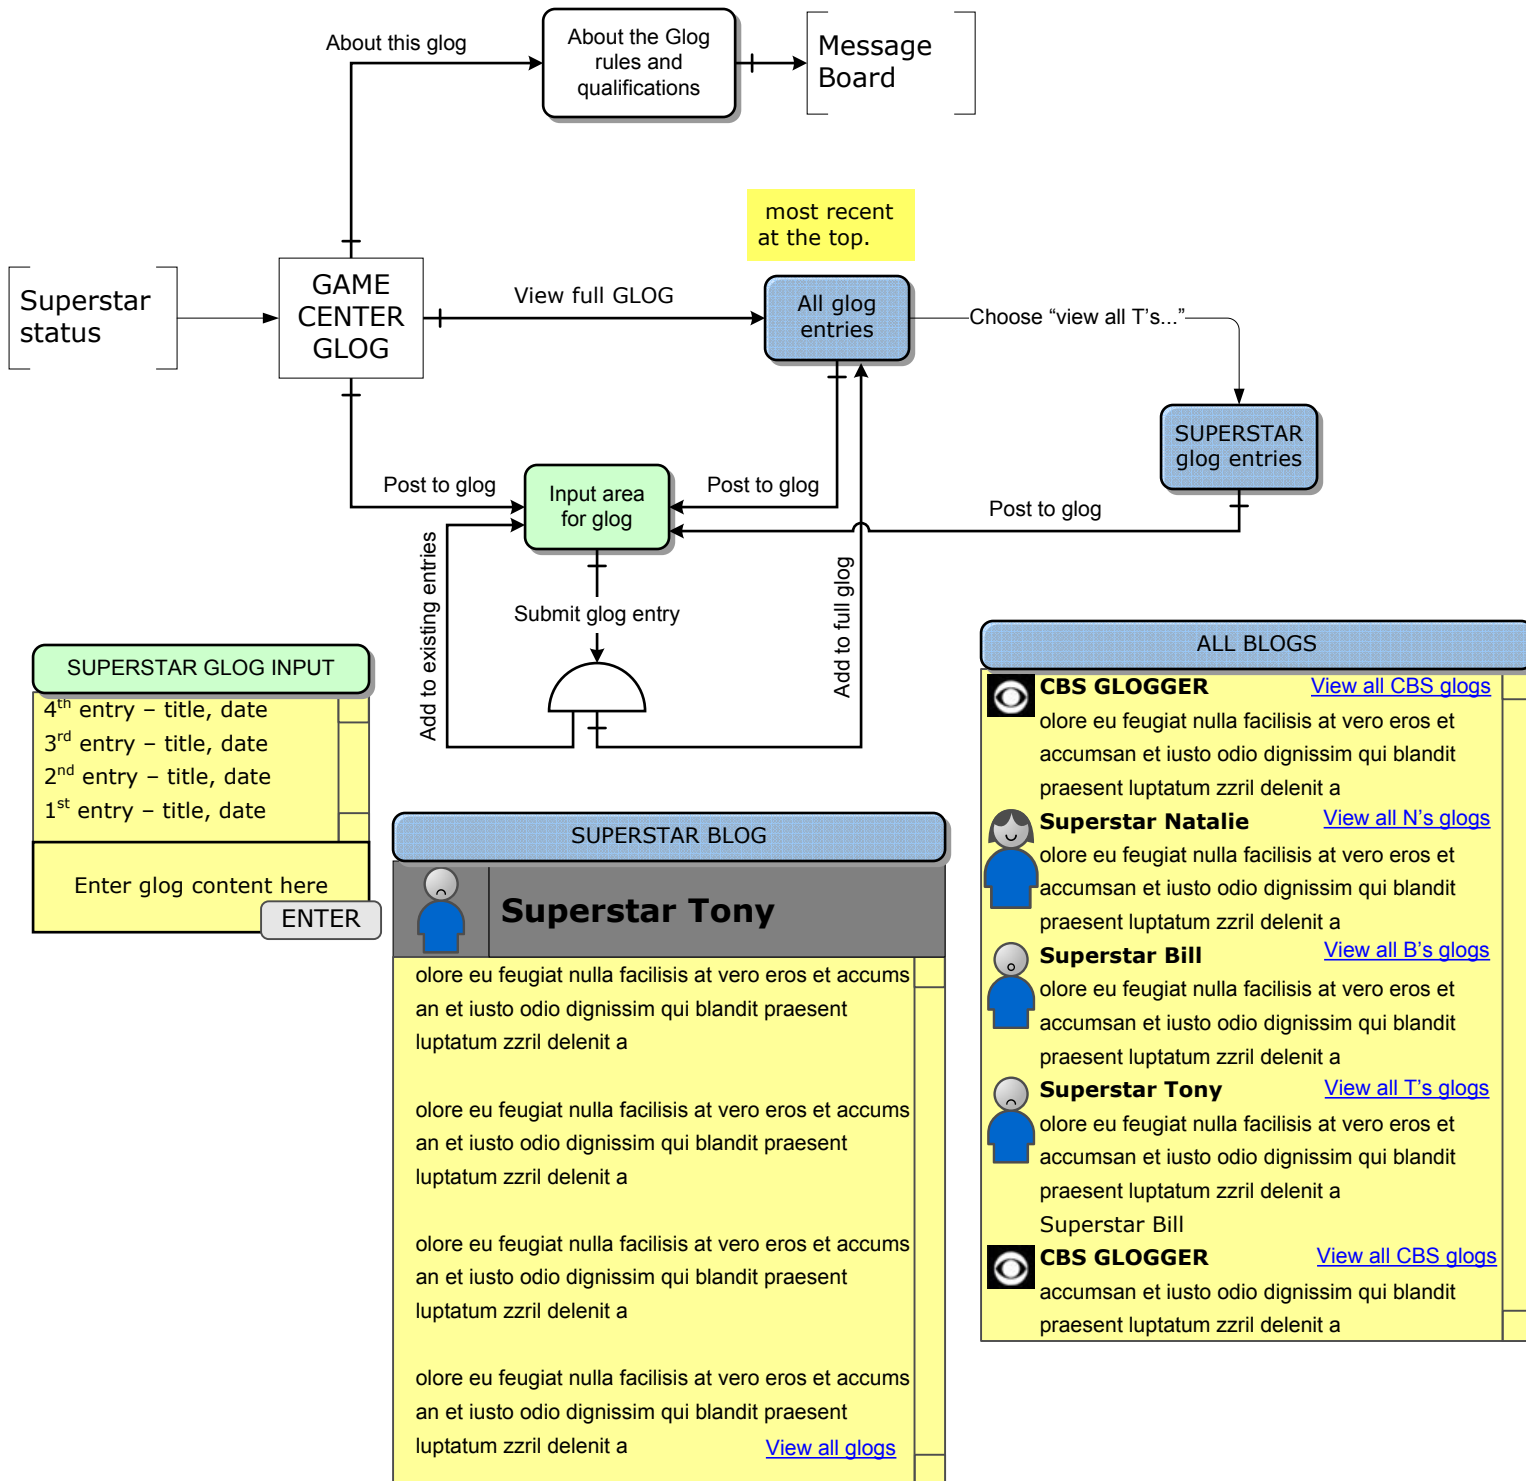 About this glog
About the Glog
rules and
qualifications
Message
Board
most recent
at the top.
Superstar
status
GAME
CENTER
GLOG
View full GLOG
All glog
entries
Choose “view all T’s...”
SUPERSTAR
glog entries
Post to glog
Input area
for glog
Post to glog
Post to glog
Add to existing entries
Submit glog entry
Add to full glog
SUPERSTAR GLOG INPUT
4th entry – title, date
3rd entry – title, date
2nd entry – title, date
1st entry – title, date
Enter glog content here
ENTER
SUPERSTAR BLOG
Superstar Tony
olore eu feugiat nulla facilisis at vero eros et accums
an et iusto odio dignissim qui blandit praesent
luptatum zzril delenit a
olore eu feugiat nulla facilisis at vero eros et accums
an et iusto odio dignissim qui blandit praesent
luptatum zzril delenit a
olore eu feugiat nulla facilisis at vero eros et accums
an et iusto odio dignissim qui blandit praesent
luptatum zzril delenit a
olore eu feugiat nulla facilisis at vero eros et accums
an et iusto odio dignissim qui blandit praesent
luptatum zzril delenit a View all glogs
ALL BLOGS
CBS GLOGGER View all CBS glogs
olore eu feugiat nulla facilisis at vero eros et
accumsan et iusto odio dignissim qui blandit
praesent luptatum zzril delenit a
Superstar Natalie View all N’s glogs
olore eu feugiat nulla facilisis at vero eros et
accumsan et iusto odio dignissim qui blandit
praesent luptatum zzril delenit a
Superstar Bill View all B’s glogs
olore eu feugiat nulla facilisis at vero eros et
accumsan et iusto odio dignissim qui blandit
praesent luptatum zzril delenit a
Superstar Tony View all T’s glogs
olore eu feugiat nulla facilisis at vero eros et
accumsan et iusto odio dignissim qui blandit
praesent luptatum zzril delenit a
Superstar Bill
CBS GLOGGER View all CBS glogs
accumsan et iusto odio dignissim qui blandit
praesent luptatum zzril delenit a